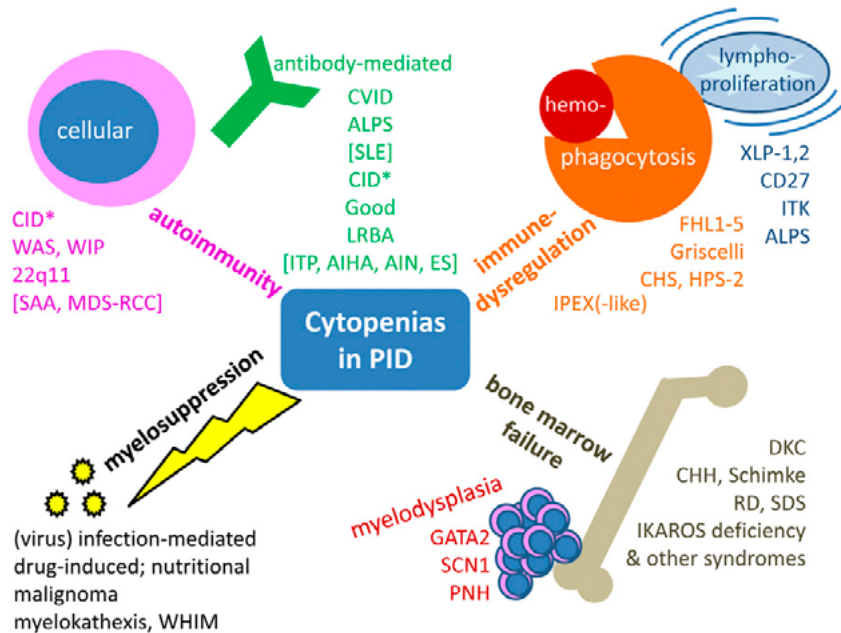 cellular
antibody-mediated
CVID
ALPS
[SLE]
CID*
Good
LRBA
[ITP, AIHA, AIN, ES]
CID*
WAS, WIP
22q11
[SAA, MDS-RCC]
autoimmunity
hemo-
phagocytosis
lympho-
proliferation
XLP-1,2
CD27
ITK
ALPS
FHL1-5
Griscelli
CHS, HPS-2
IPEX(-like)
immune-
dysregulation
Cytopenias
in PID
myelosuppression
(virus) infection-mediated
drug-induced; nutritional
malignoma
myelokathexis, WHIM
bone marrow
failure
myelodysplasia
GATA2
SCN1
PNH
DKC
CHH, Schimke
RD, SDS
IKAROS deficiency
& other syndromes